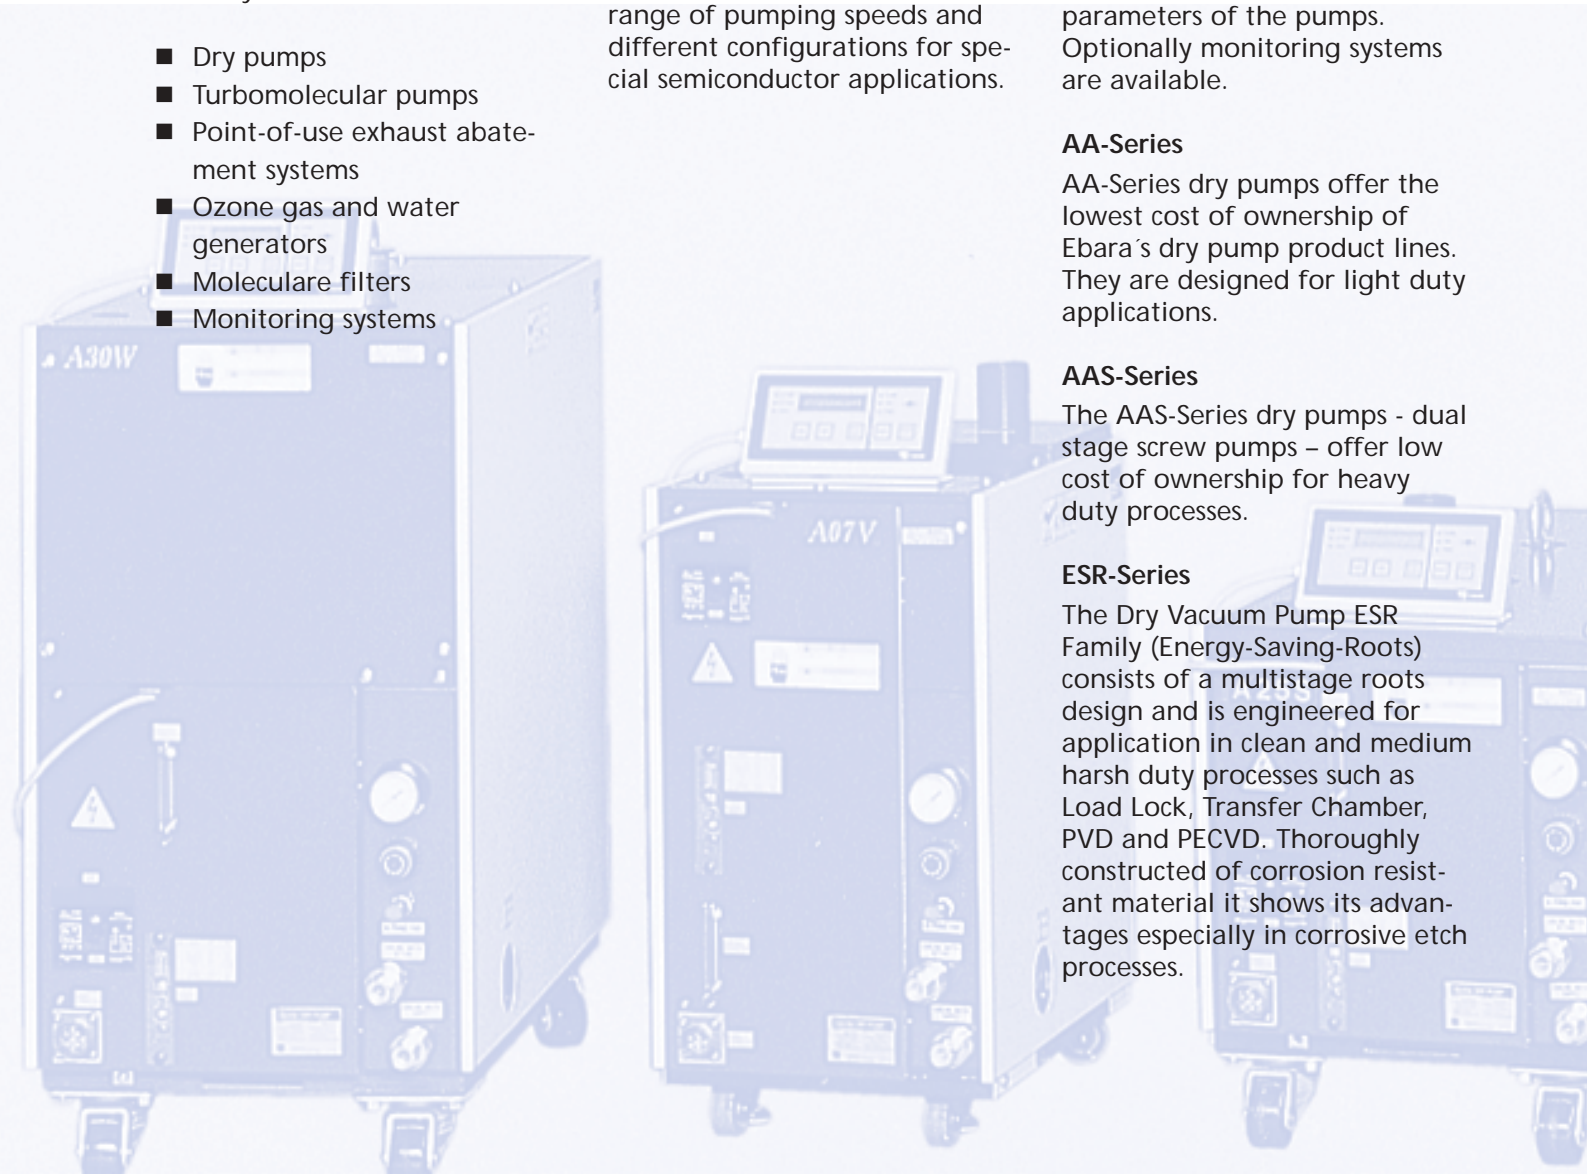 ■ Dry pumps
■ Turbomolecular pumps
■ Point-of-use exhaust abate-
ment systems
■ Ozone gas and water
generators
■ Moleculare filters
■ Monitoring systems
range of pumping speeds and
different configurations for spe-
cial semiconductor applications.
parameters of the pumps.
Optionally monitoring systems
are available.
AA-Series
AA-Series dry pumps offer the
lowest cost of ownership of
Ebara´s dry pump product lines.
They are designed for light duty
applications.
AAS-Series
The AAS-Series dry pumps - dual
stage screw pumps – offer low
cost of ownership for heavy
duty processes.
ESR-Series
The Dry Vacuum Pump ESR
Family (Energy-Saving-Roots)
consists of a multistage roots
design and is engineered for
application in clean and medium
harsh duty processes such as
Load Lock, Transfer Chamber,
PVD and PECVD. Thoroughly
constructed of corrosion resist-
ant material it shows its advan-
tages especially in corrosive etch
processes.
A30W
A07V
A25S